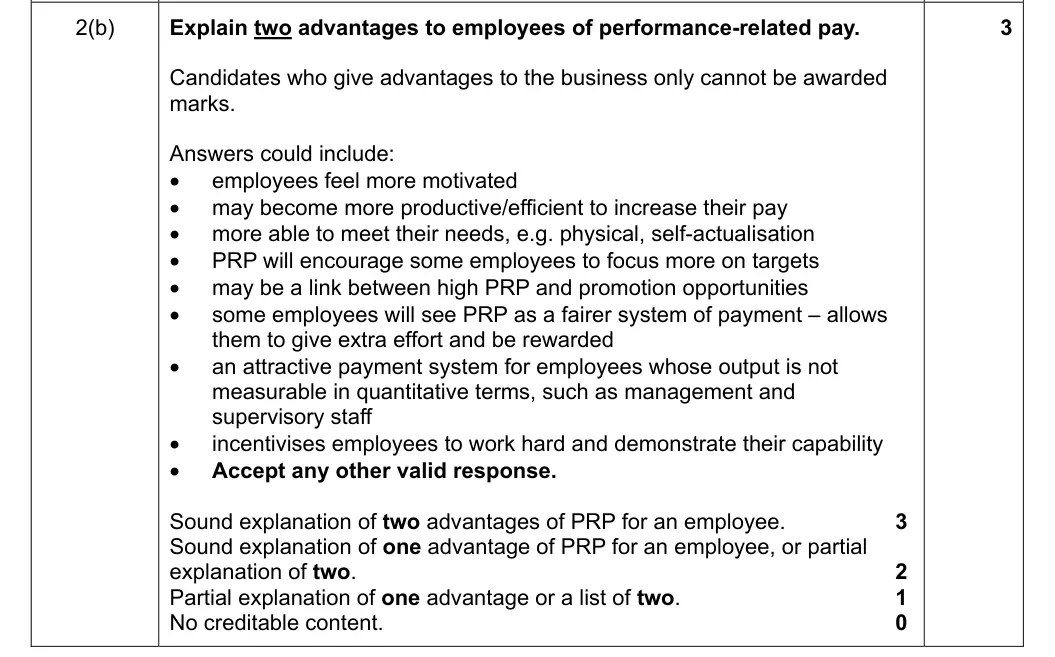 2(b) Explain two advantages to employees of performance-related pay. 3
Candidates who give advantages to the business only cannot be awarded
marks.
Answers could include:
• employees feel more motivated
• may become more productive/efficient to increase their pay
• more able to meet their needs, e.g. physical, self-actualisation
• PRP will encourage some employees to focus more on targets
• may be a link between high PRP and promotion opportunities
• some employees will see PRP as a fairer system of payment – allows
them to give extra effort and be rewarded
• an attractive payment system for employees whose output is not
measurable in quantitative terms, such as management and
supervisory staff
• incentivises employees to work hard and demonstrate their capability
• Accept any other valid response.
Sound explanation of two advantages of PRP for an employee. 3
Sound explanation of one advantage of PRP for an employee, or partial
explanation of two. 2
Partial explanation of one advantage or a list of two. 1
No creditable content. 0